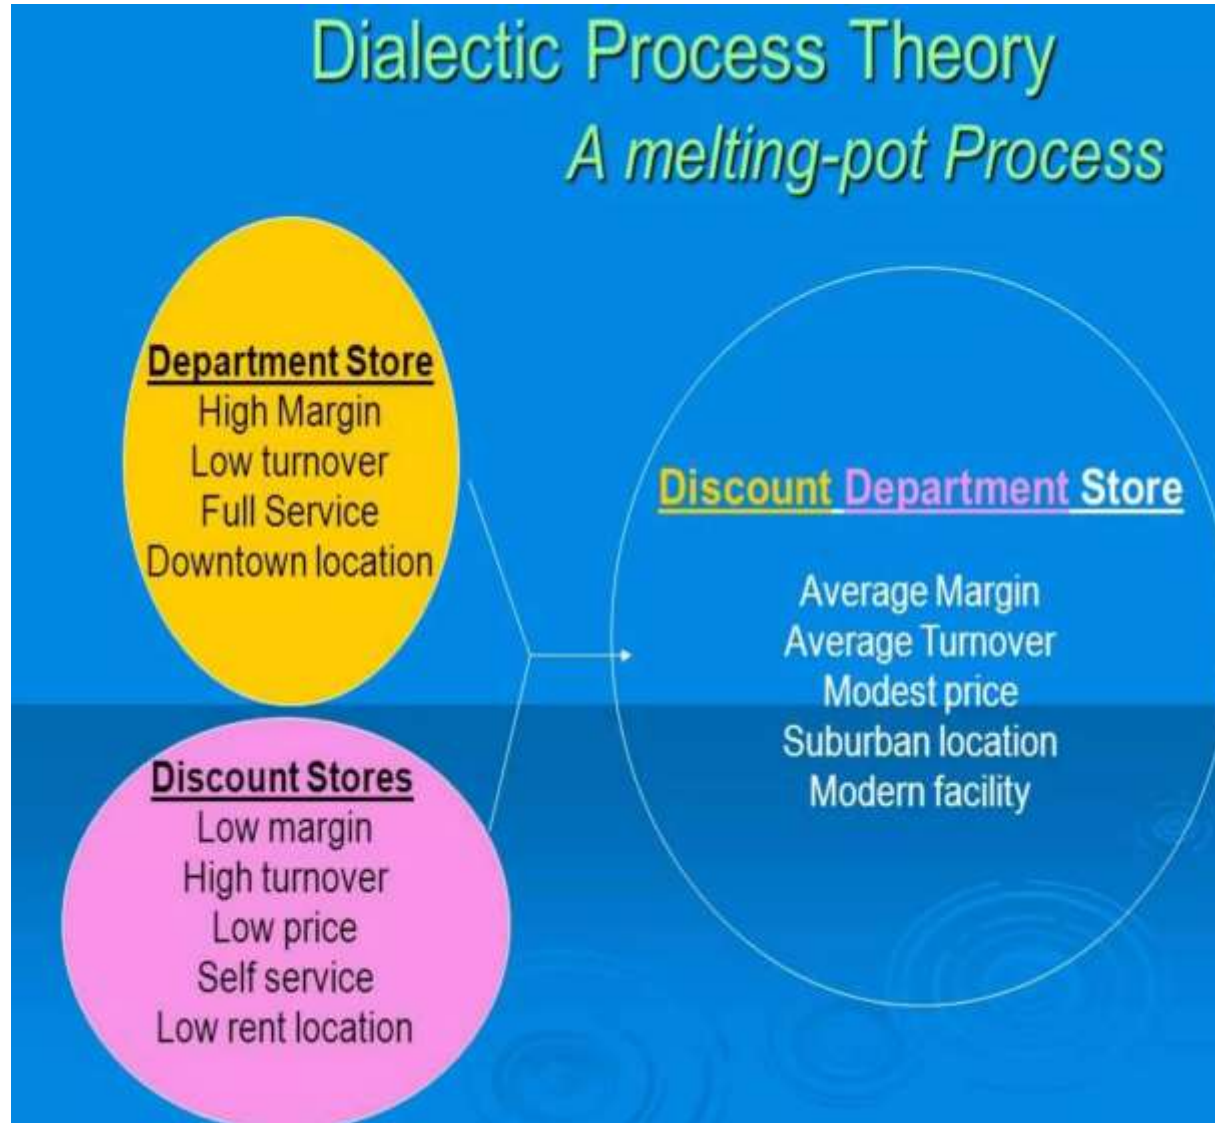 Dialectic Process Theory
A melting-pot Process
Department Store
High Margin
Low turnover
Full Service
Downtown location
Discount Stores
Low margin
High turnover
Low price
Self service
Low rent location
Discount Department Store
Average Margin
Average Turnover
Modest price
Suburban location
Modern facility